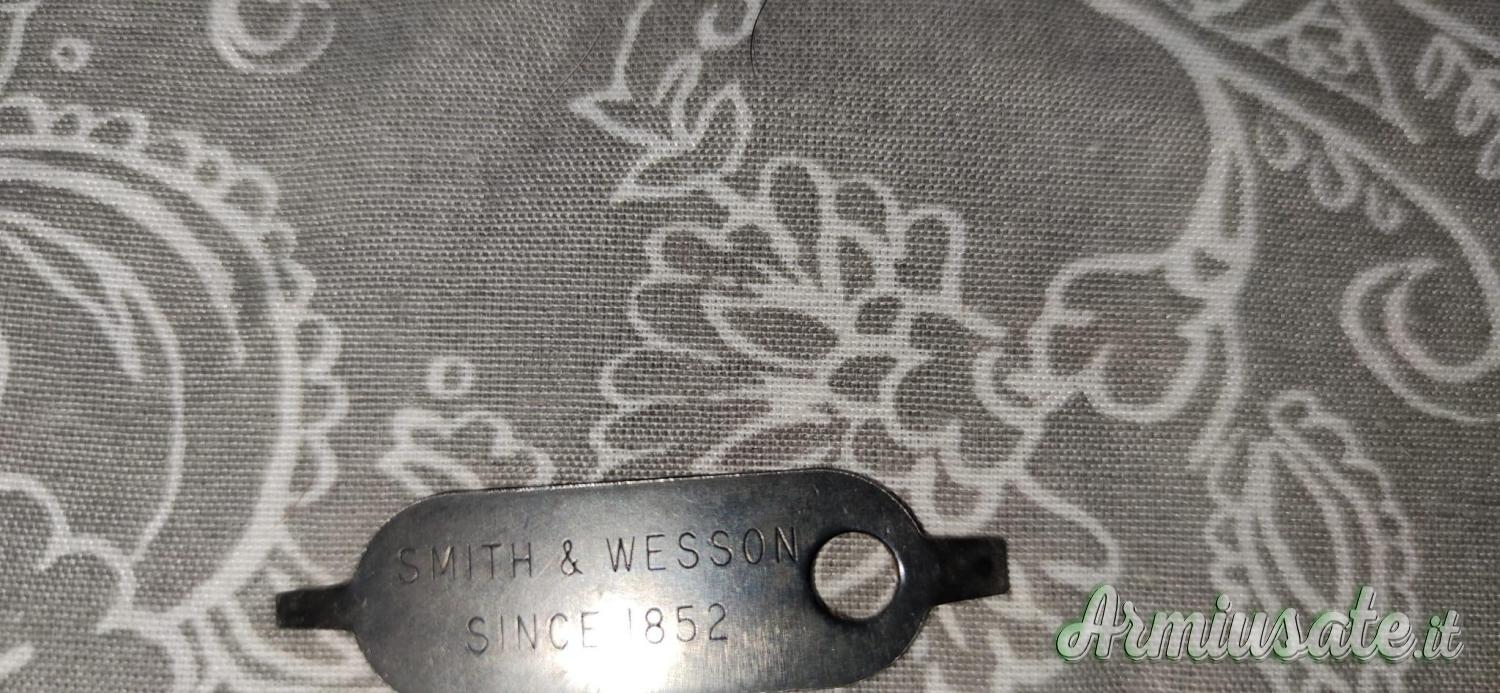 SMITH & WESSON
SINCE 1852
Armiusate.it